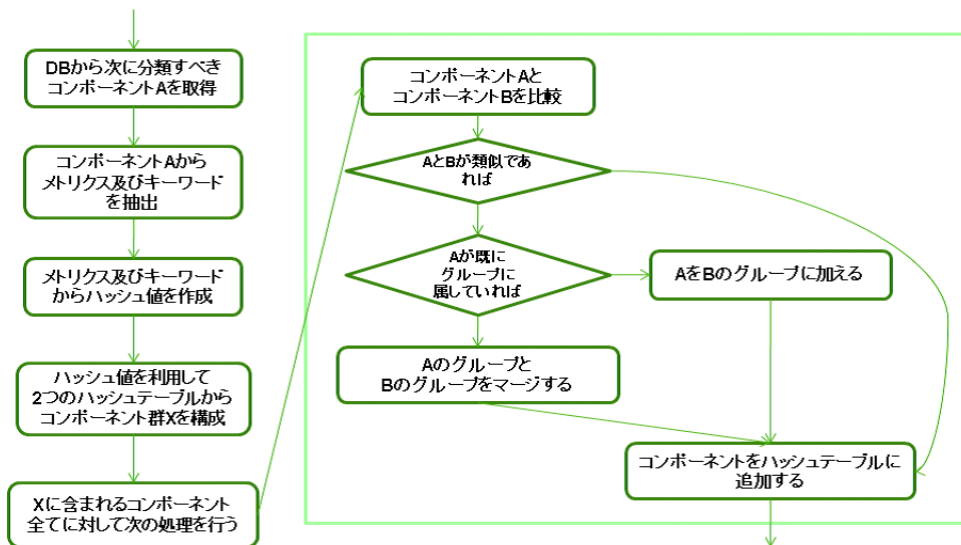 DBから次に分類すべき
コンポーネントAを取得
コンポーネントAから
メトリクス及びキーワード
を抽出
メトリクス及びキーワード
からハッシュ値を作成
ハッシュ値を利用して
2つのハッシュテーブルから
コンポーネント群Xを構成
Xに含まれるコンポーネント
全てに対して次の処理を行う
コンポーネントAと
コンポーネントBを比較
AとBが類似であ
れば
Aが既に
グループに
属していれば
AをBのグループに加える
Aのグループと
Bのグループをマージする
コンポーネントをハッシュテーブルに
追加する